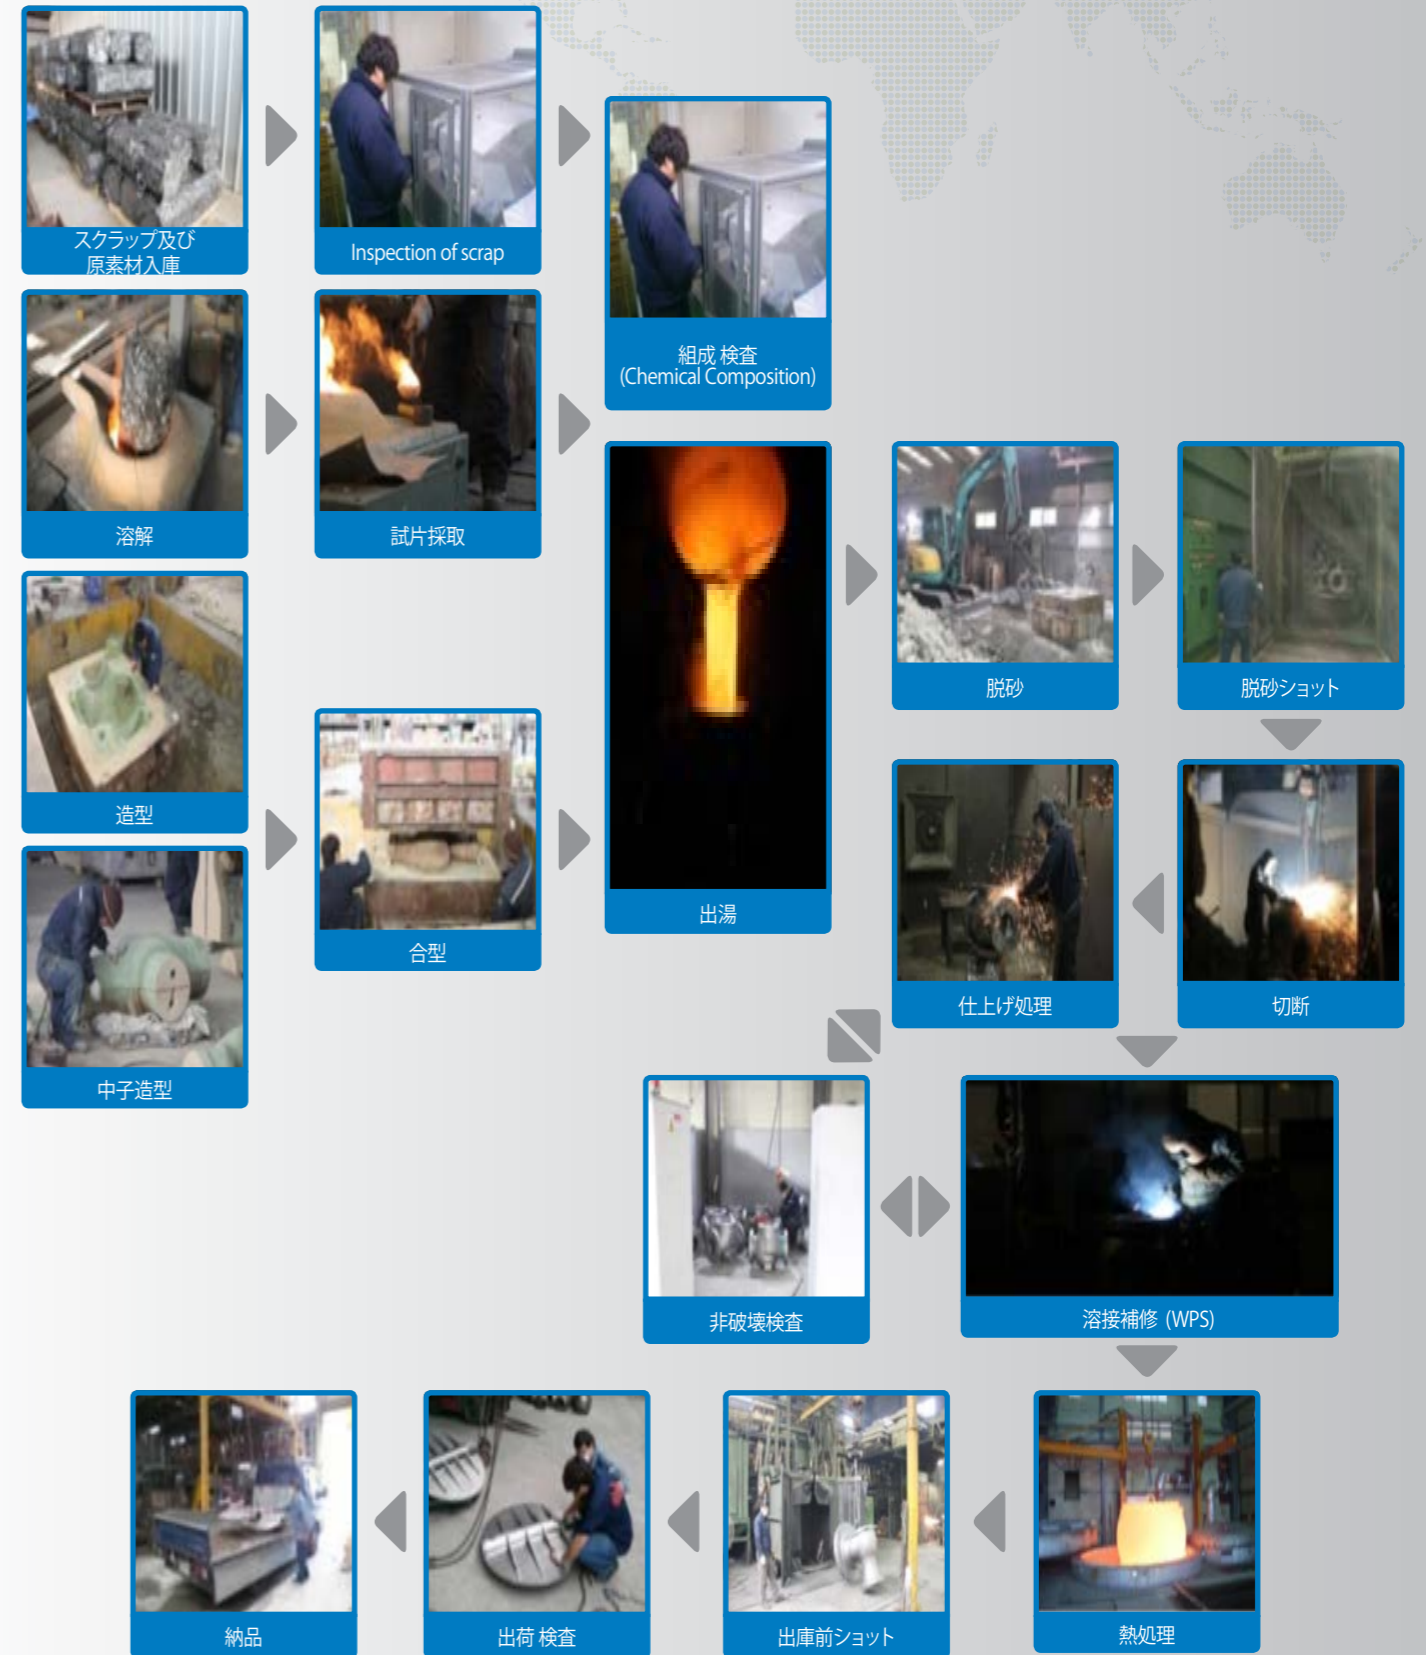 スクラップ及び
原素材入庫
Inspection of scrap
組成 検査
(Chemical Composition)
溶解
試片採取
造型
中子造型
合型
出湯
脱砂
脱砂ショット
仕上げ処理
切断
非破壊検査
溶接補修 (WPS)
納品
出荷 検査
出庫前ショット
熱処理